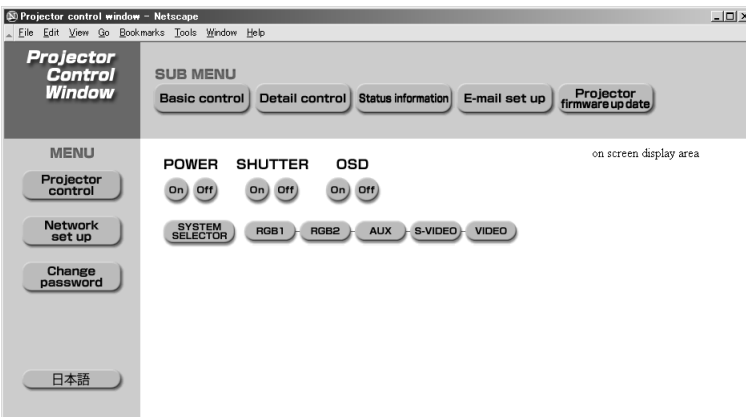 Projector control window - Netscape
File Edit View Go Bookmarks Tools Window Help
Projector
Control
Window
SUB MENU
Basic control Detail control Status information E-mail set up Projector
firmware up date
MENU
Projector
control
Network
set up
Change
password
日本語
on screen display area
POWER SHUTTER OSD
On Off On Off On Off
SYSTEM
SELECTOR RGB1 RGB2 AUX S-VIDEO VIDEO